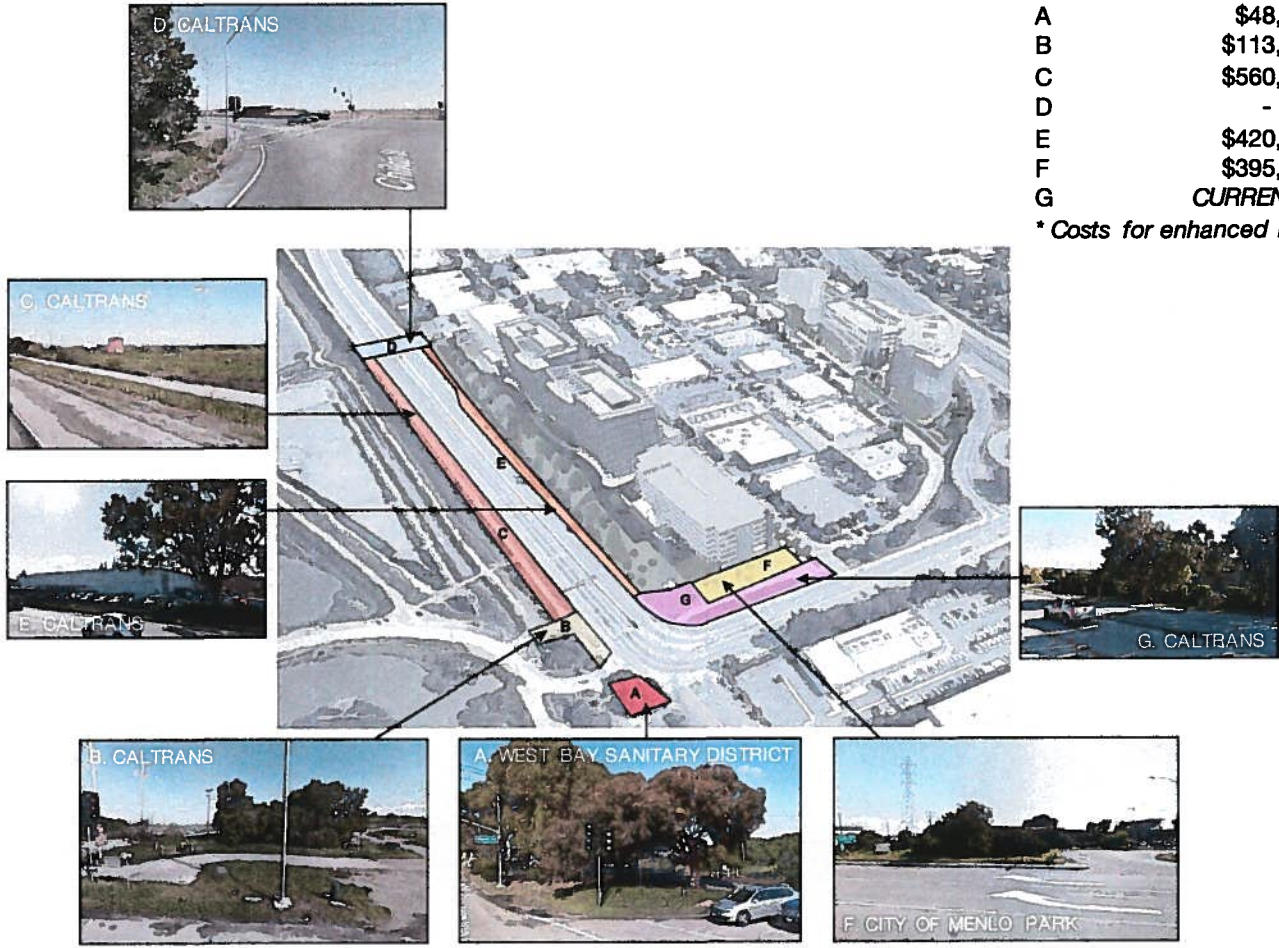 D. CALTRANS
A $48,
B $113,
C $560,
D -
E $420,
F $395,
G CURREN
* Costs for enhanced
C. CALTRANS
D
E
C
E. CALTRANS
F
G
B
G. CALTRANS
A
B. CALTRANS
A. WEST BAY SANITARY DISTRICT
F. CITY OF MENLO PARK